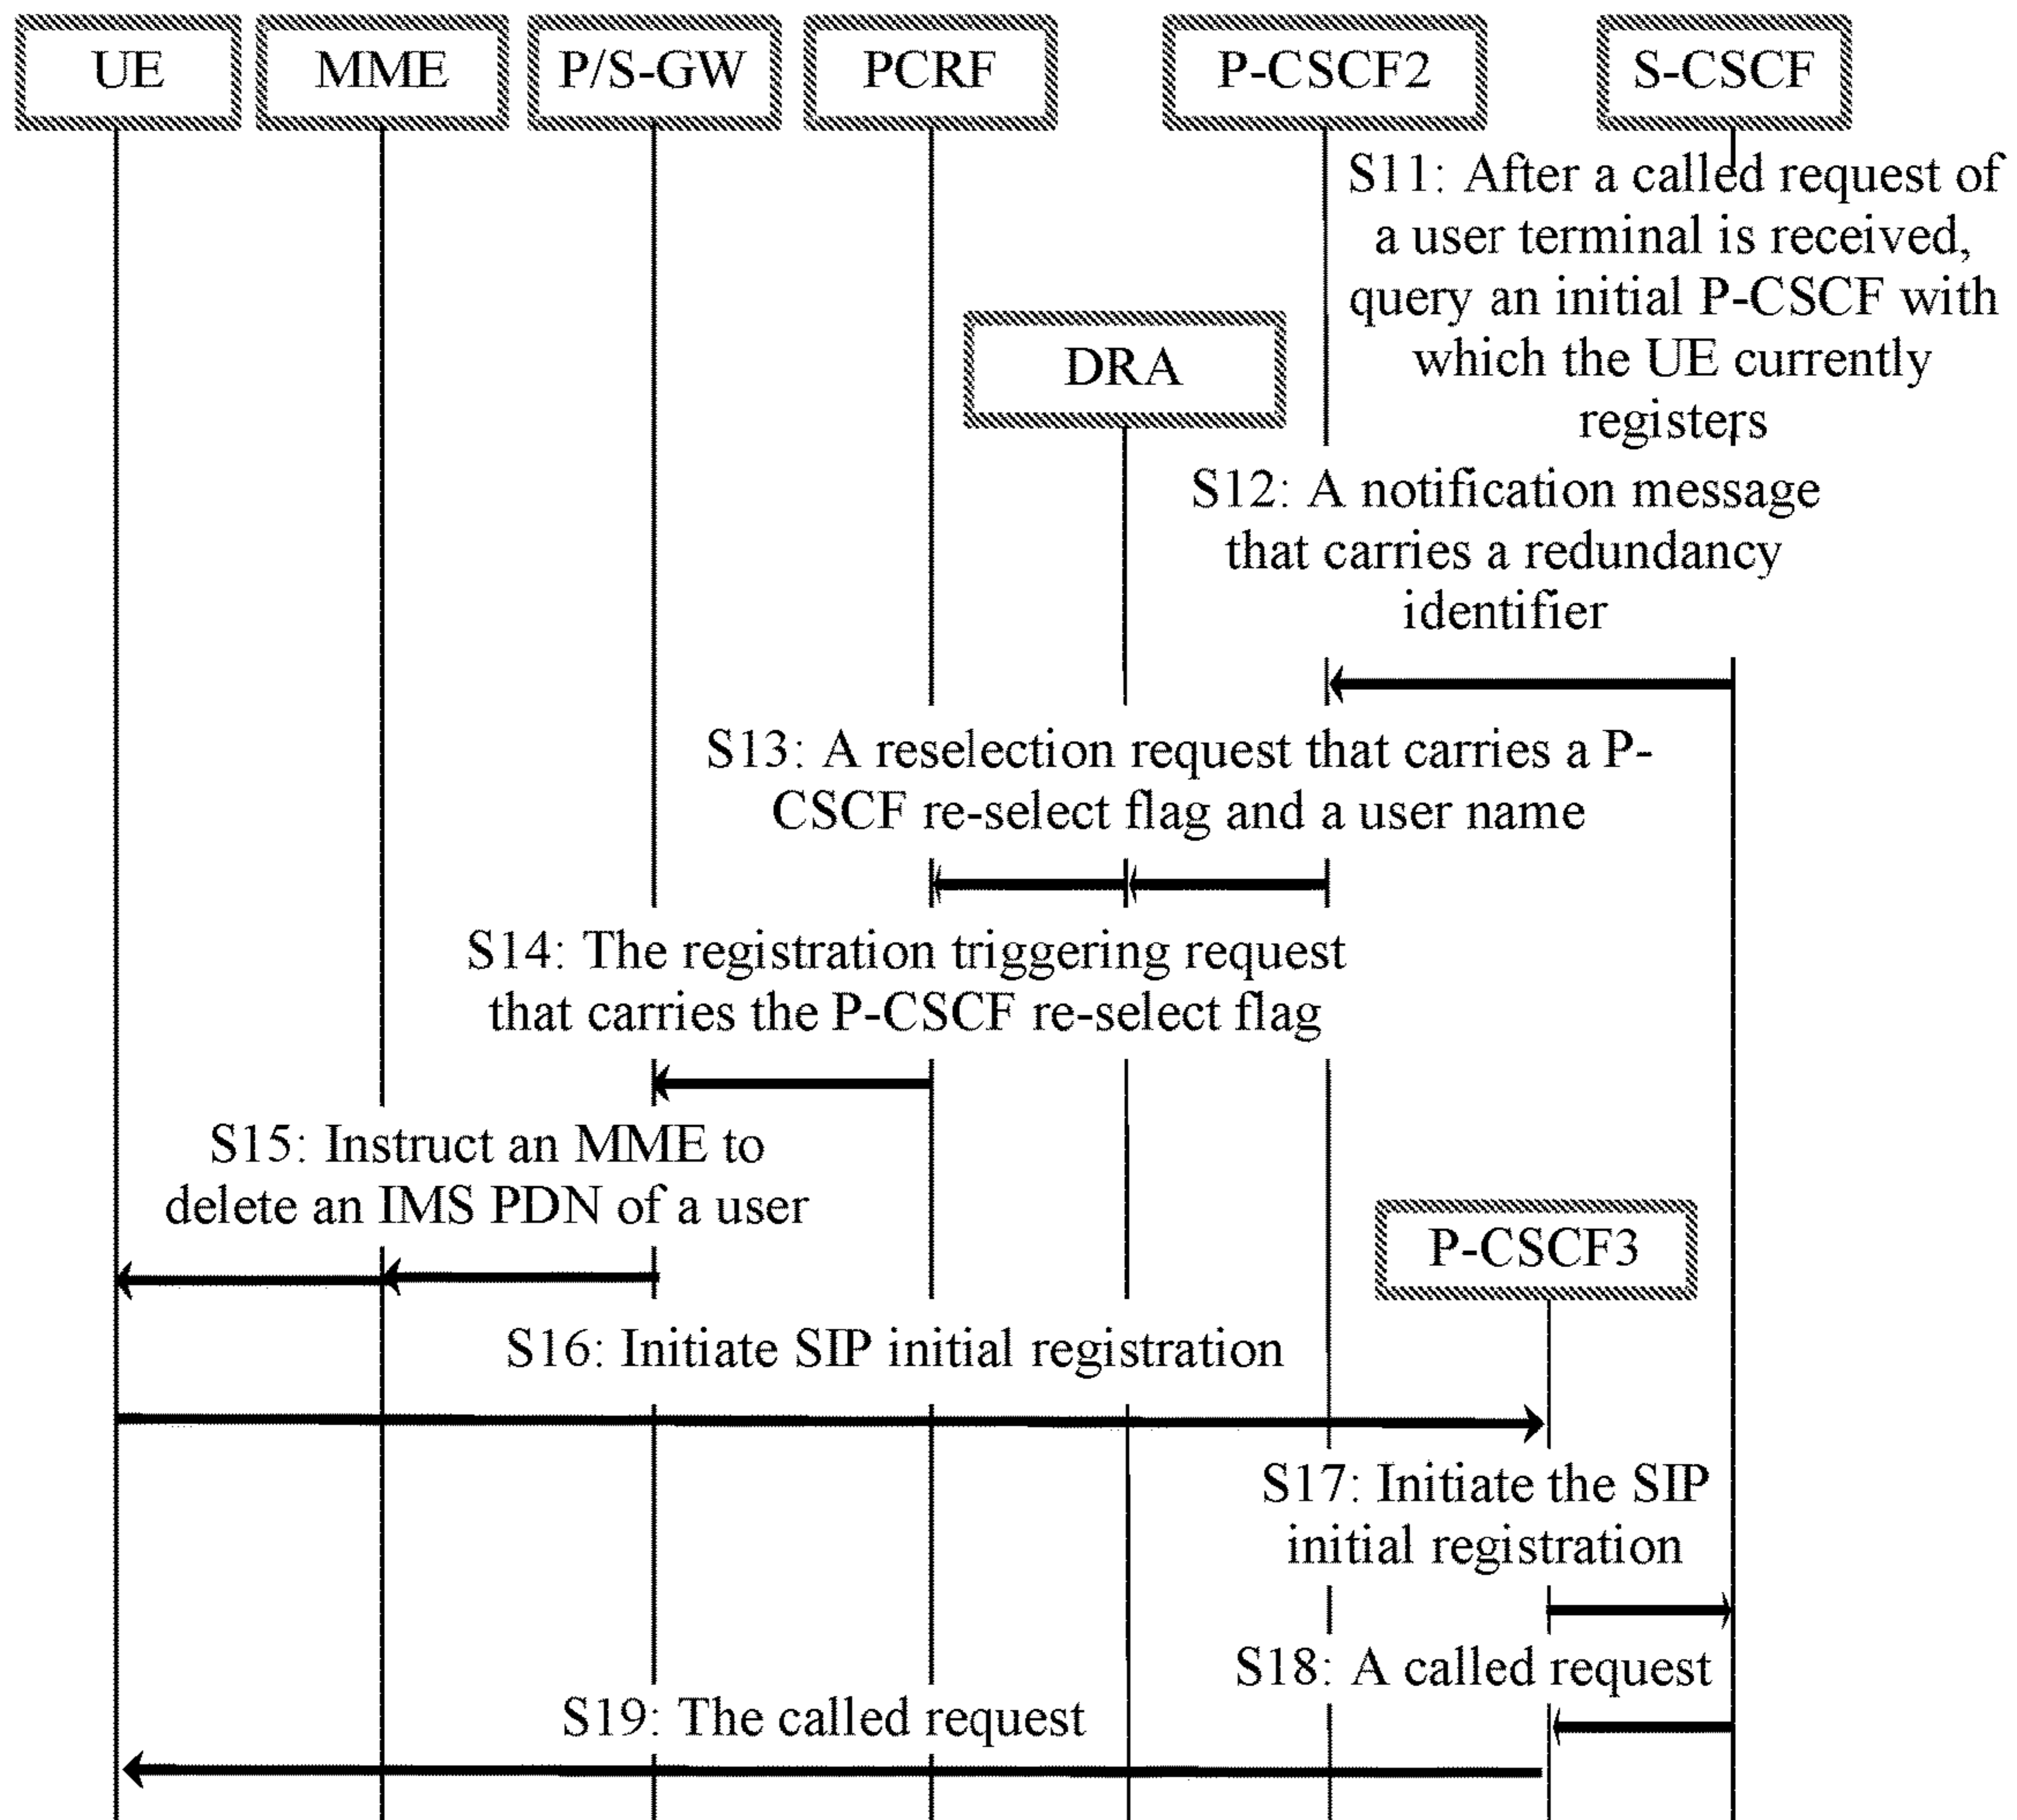 UE
MME
P/S-GW
PCRF
P-CSCF2
S-CSCF
S11: After a called request of
a user terminal is received,
query an initial P-CSCF with
which the UE currently
registers
DRA
S12: A notification message
that carries a redundancy
identifier
S13: A reselection request that carries a P-
CSCF re-select flag and a user name
S14: The registration triggering request
that carries the P-CSCF re-select flag
S15: Instruct an MME to
delete an IMS PDN of a user
P-CSCF3
S16: Initiate SIP initial registration
S17: Initiate the SIP
initial registration
S18: A called request
S19: The called request